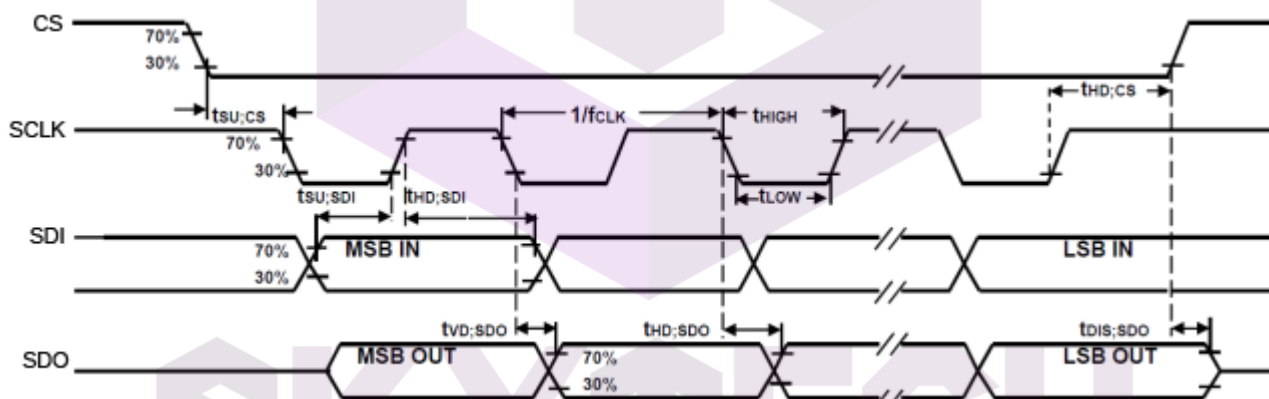 CS
70%
30%
tSU;CS
tHD;CS
SCLK
70%
30%
1/fCLK
tHIGH
tSU;SDI
tHD;SDI
tLOW
SDI
70%
30%
MSB IN
LSB IN
tVD;SDO
tHD;SDO
tDIS;SDO
SDO
MSB OUT
70%
30%
LSB OUT